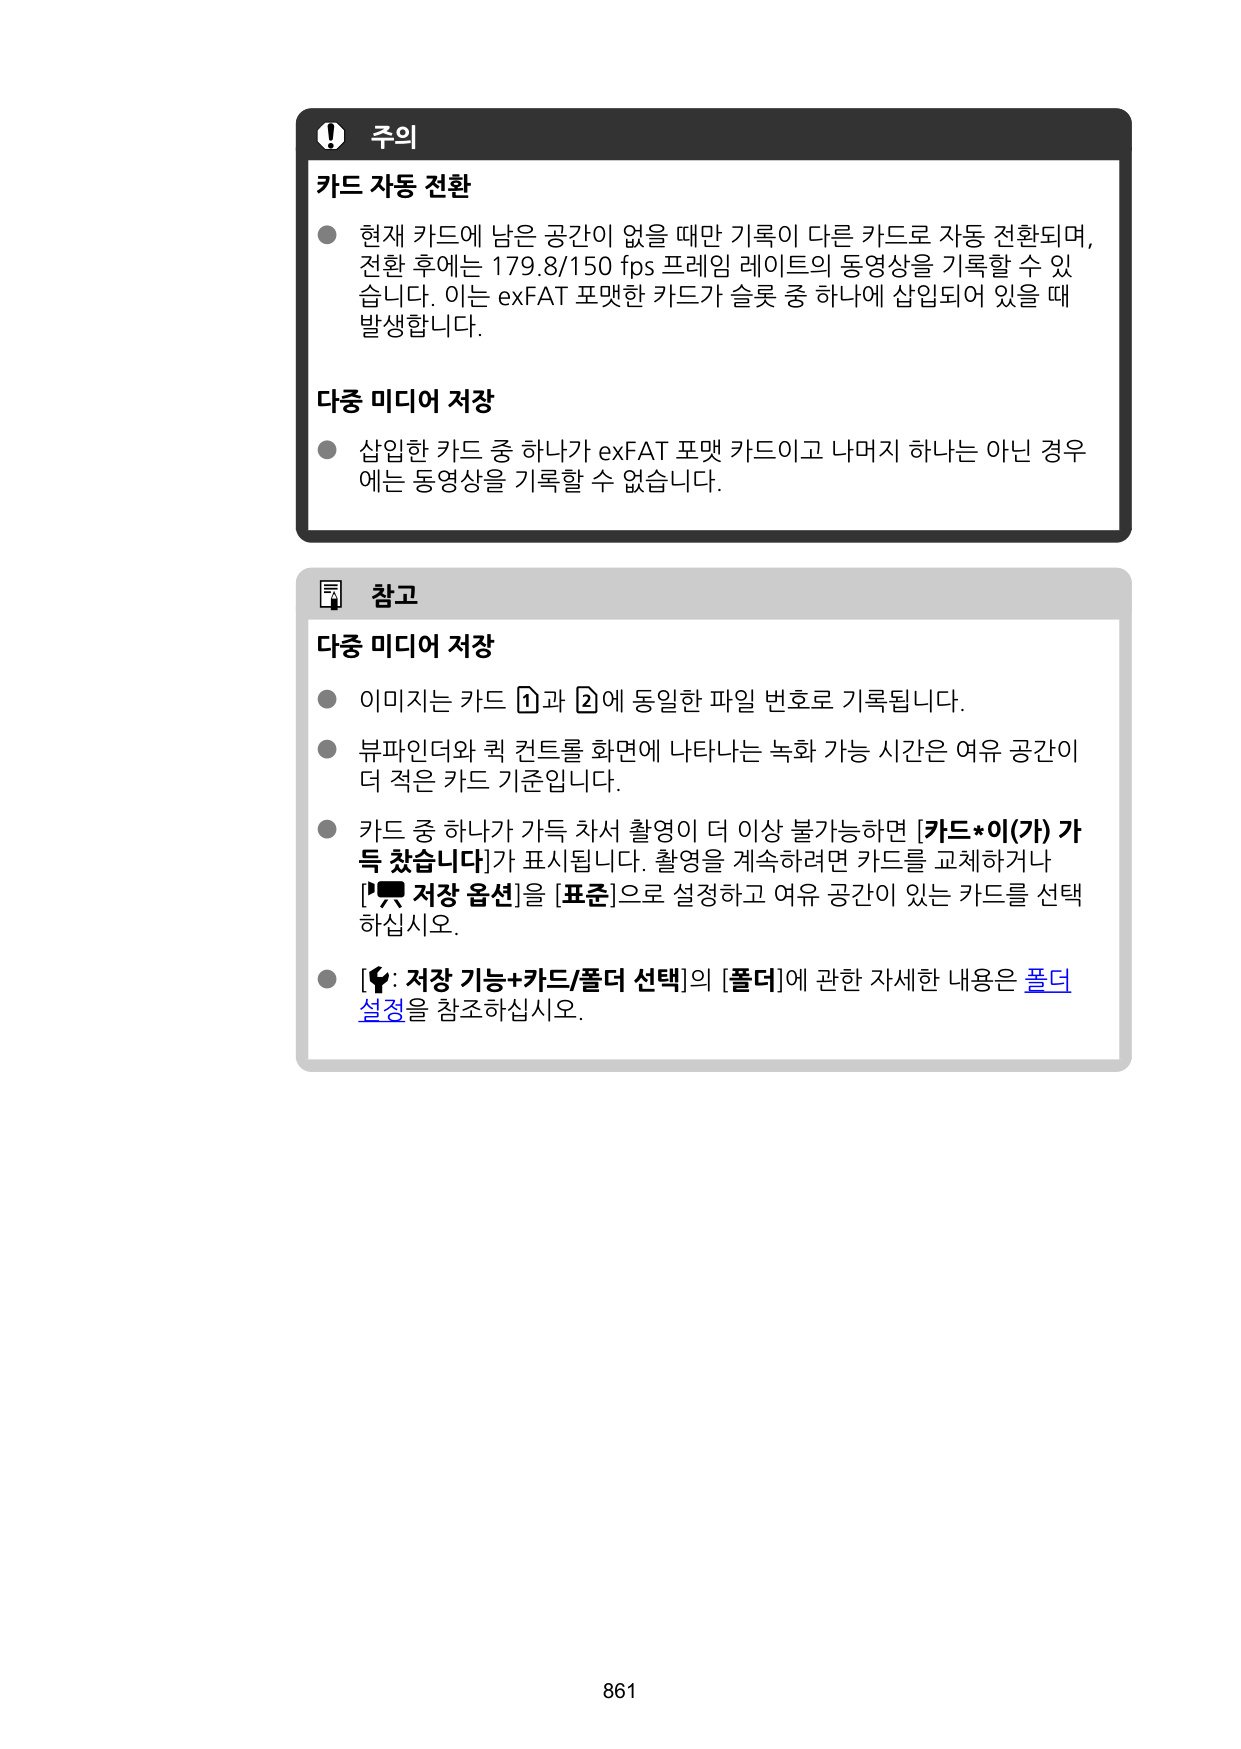 주의
카드 자동 전환
● 현재 카드에 남은 공간이 없을 때만 기록이 다른 카드로 자동 전환되며,
전환 후에는 179.8/150 fps 프레임 레이트의 동영상을 기록할 수 있
습니다. 이는 exFAT 포맷한 카드가 슬롯 중 하나에 삽입되어 있을 때
발생합니다.
다중 미디어 저장
● 삽입한 카드 중 하나가 exFAT 포맷 카드이고 나머지 하나는 아닌 경우
에는 동영상을 기록할 수 없습니다.
참고
다중 미디어 저장
● 이미지는 카드 1과 2에 동일한 파일 번호로 기록됩니다.
● 뷰파인더와 퀵 컨트롤 화면에 나타나는 녹화 가능 시간은 여유 공간이
더 적은 카드 기준입니다.
● 카드 중 하나가 가득 차서 촬영이 더 이상 불가능하면 [카드*이(가) 가
득 찼습니다]가 표시됩니다. 촬영을 계속하려면 카드를 교체하거나
[ 저장 옵션]을 [표준]으로 설정하고 여유 공간이 있는 카드를 선택
하십시오.
● [: 저장 기능+카드/폴더 선택]의 [폴더]에 관한 자세한 내용은 폴더
설정을 참조하십시오.
861